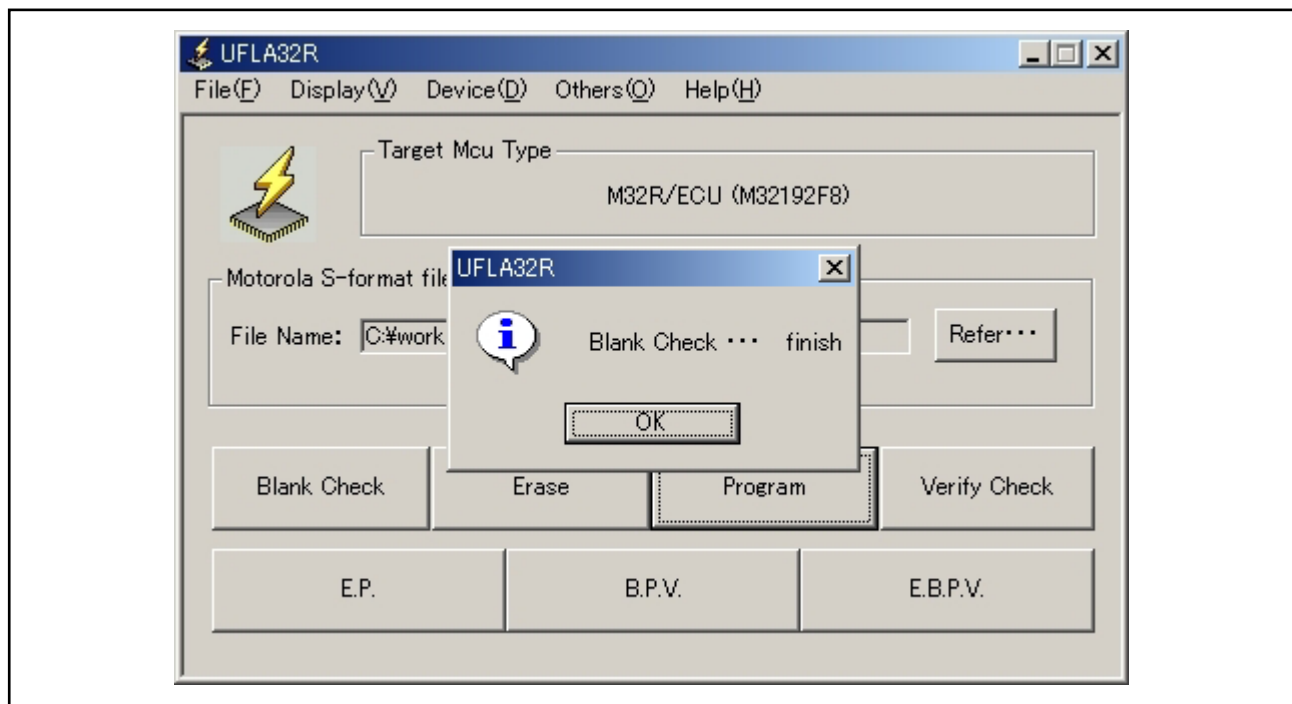 UFLA32R
File(F) Display(V) Device(D) Others(O) Help(H)
Target Mcu Type
M32R/ECU (M32192F8)
Motorola S-format file
File Name: C:¥work
Refer･･･
UFLA32R
Blank Check ･･･ finish
OK
Blank Check
Erase
Program
Verify Check
E.P.
B.P.V.
E.B.P.V.